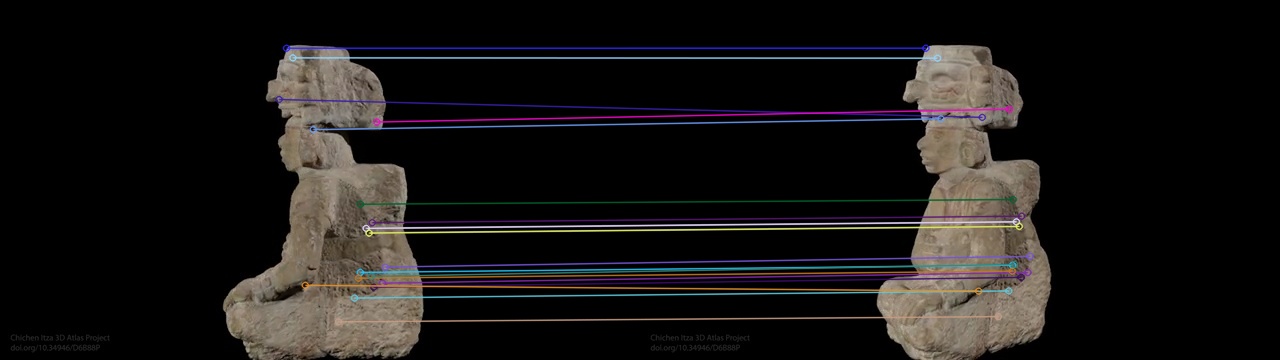 Chichen Itza 3D Atlas Project
doi.org/10.34946/D6B88P
Chichen Itza 3D Atlas Project
doi.org/10.34946/D6B88P